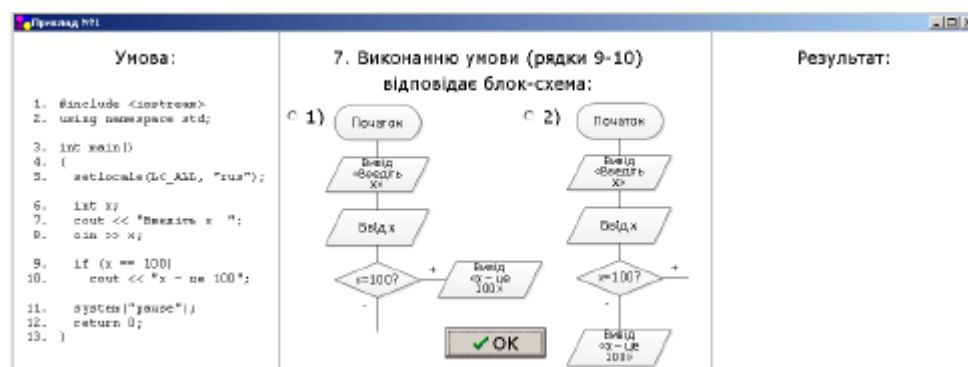 Приклад №1
Умова:
1. #include <iostream>
2. using namespace std;
3. int main()
4. {
5. setlocale(LC_ALL, "rus");
6. int x;
7. cout << "Введіть x ";
8. cin >> x;
9. if (x == 100)
10. cout << "x - це 100";
11. system("pause");
12. return 0;
13. }
7. Виконанню умови (рядки 9-10)
відповідає блок-схема:
1)
Початок
Вивід
«Введіть
х»
Ввід х
х=100?
+
-
Вивід
«х – це
100»
2)
Початок
Вивід
«Введіть
х»
Ввід х
х=100?
+
-
Вивід
«х – це
100»
OK
Результат: